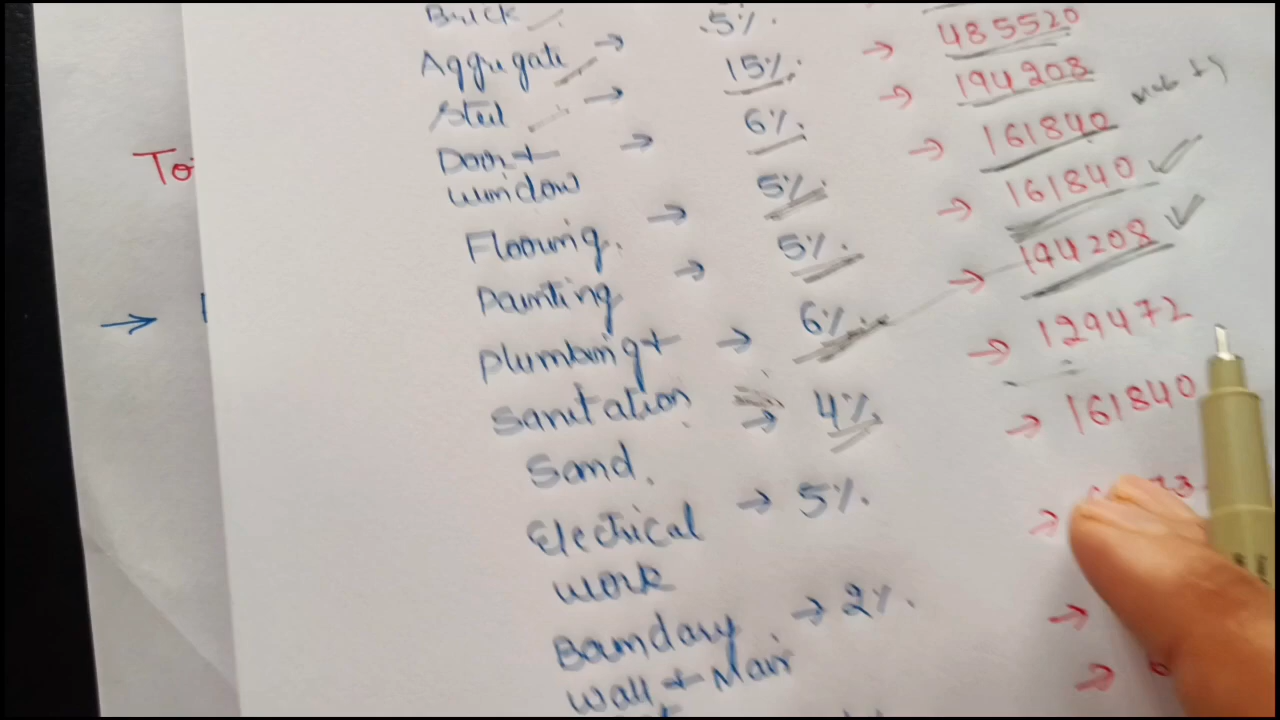 Brick .5%.
→ 485520
Aggregate → 15%. → 194208
Steel → 6%. → 161840
Door + → 5%. → 161840
window
Flooring. → 5%. → 194208
Painting → 6%. → 129472
Plumbing + → 4%. → 161840
Sanitation →
Sand. → 5%. →
Electrical
work → 2%. →
Boundary
Wall + Main →
To
→